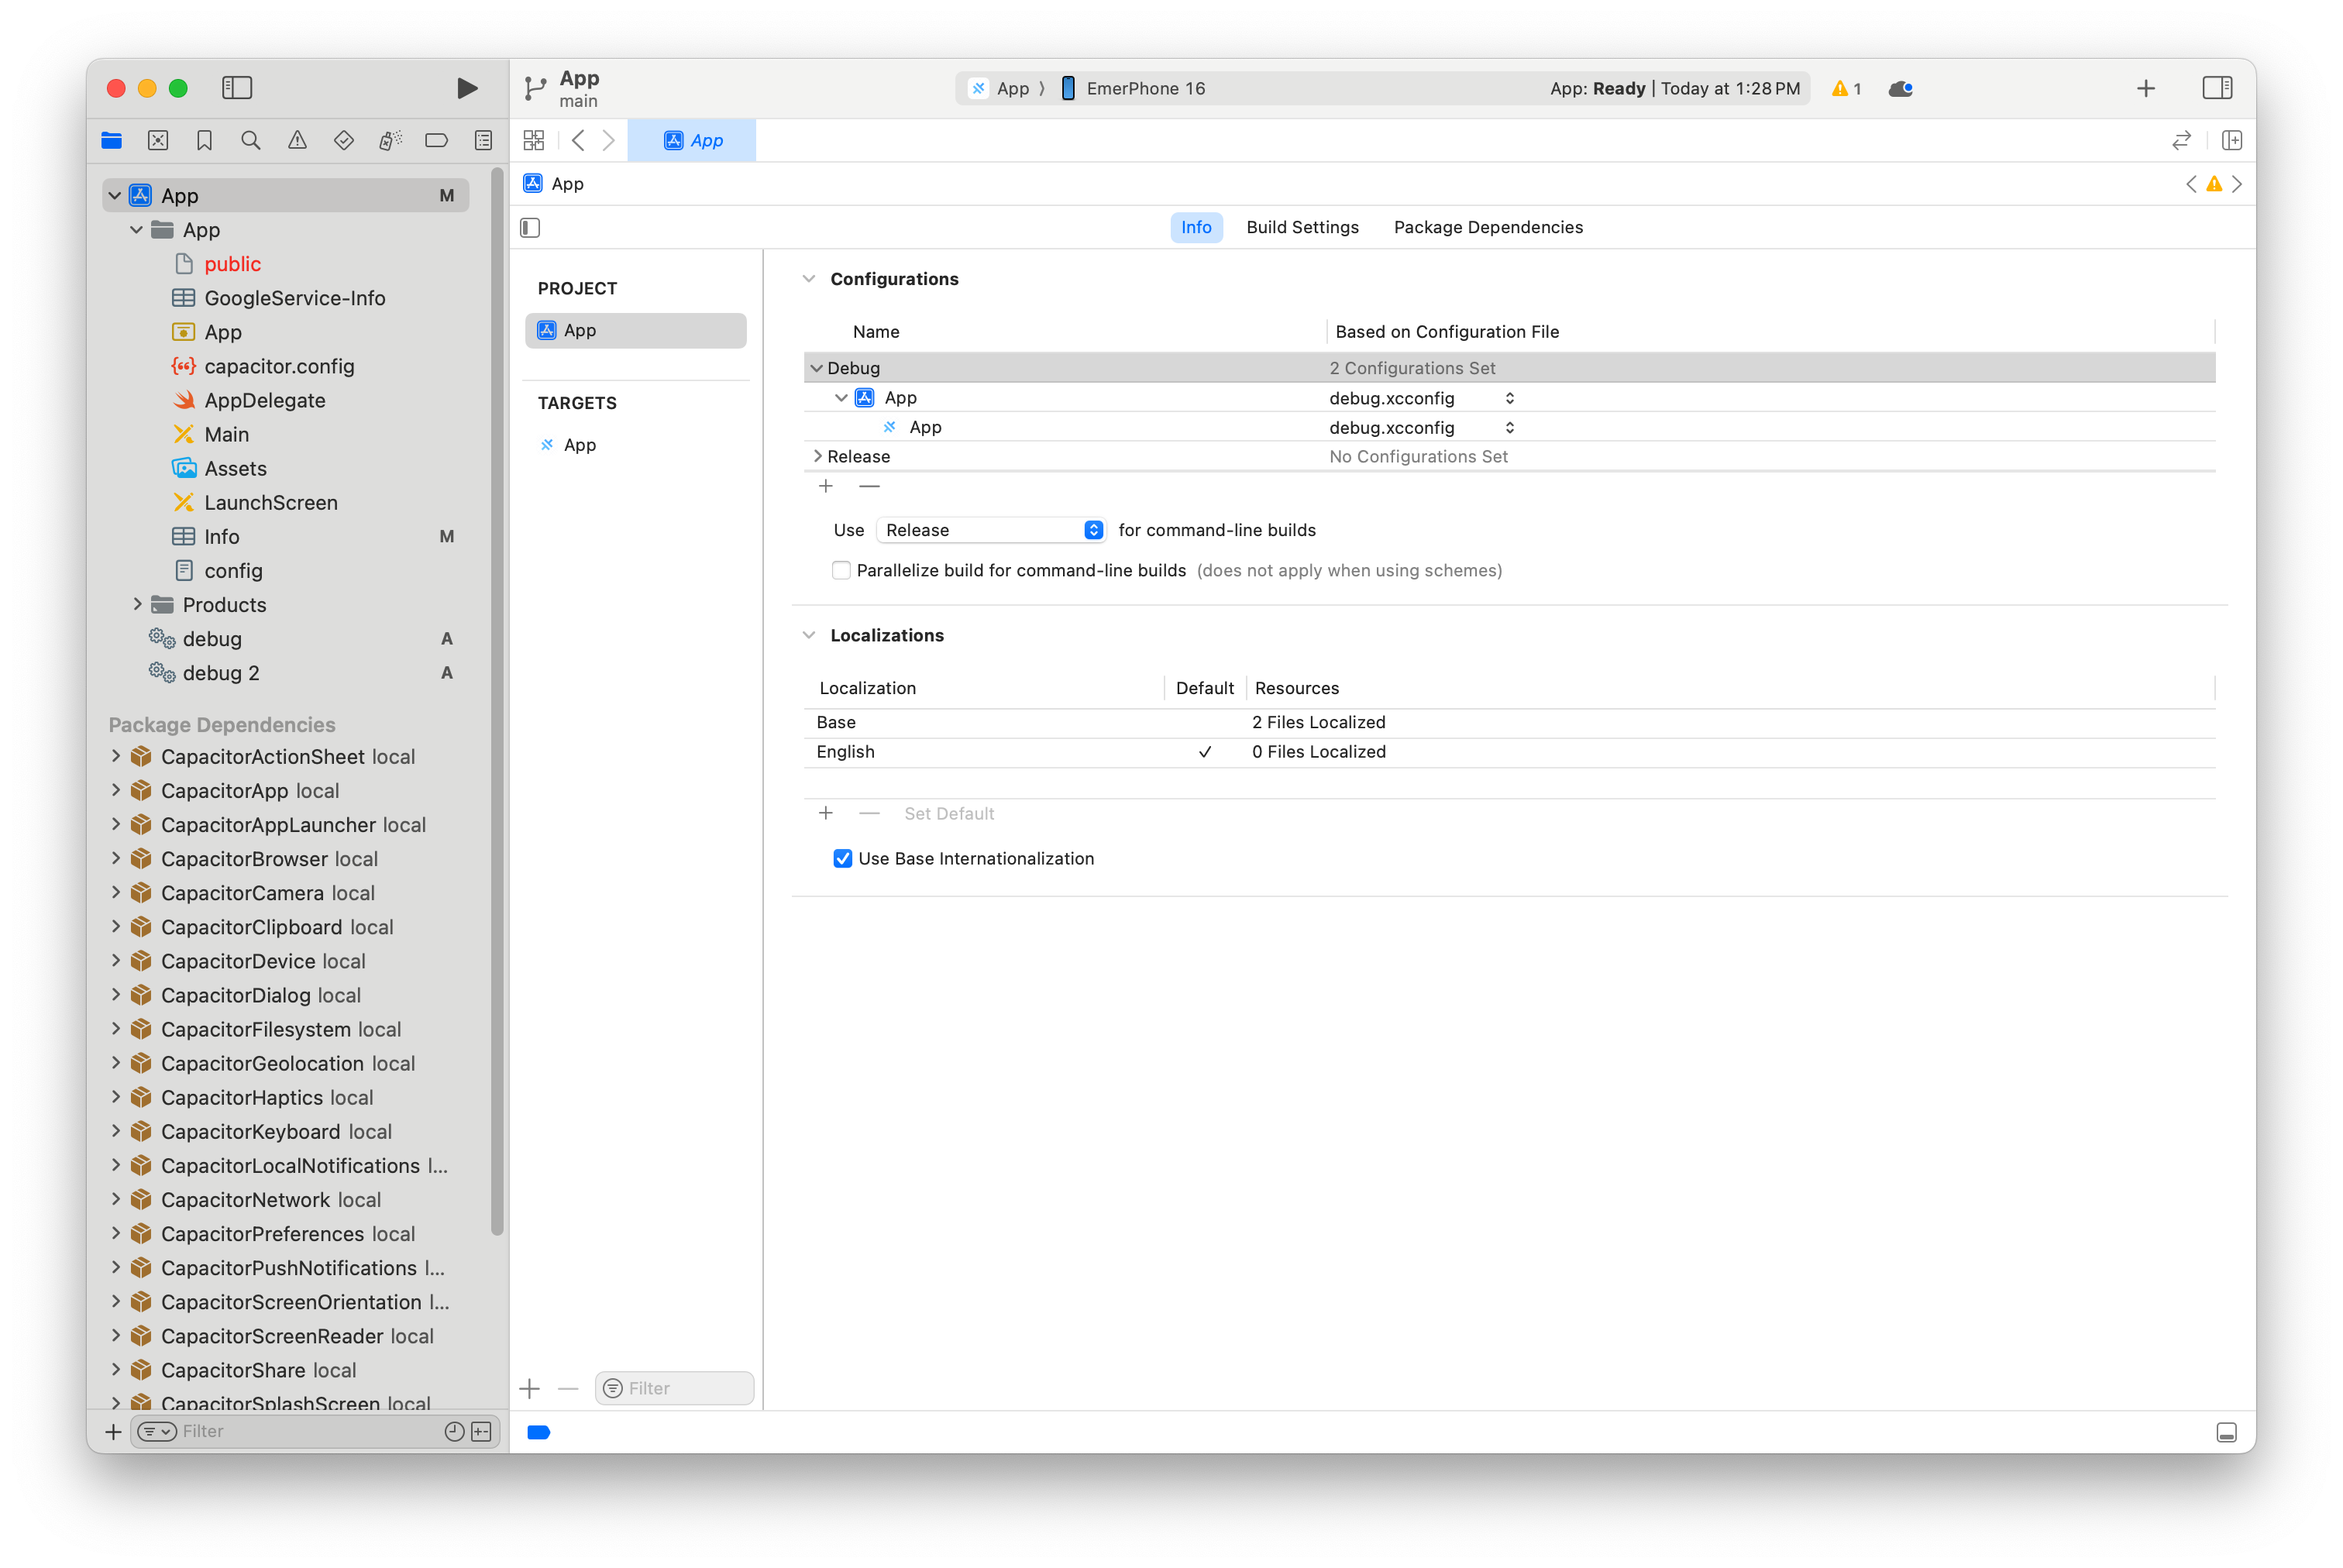 App
main
App
EmerPhone 16
App: Ready | Today at 1:28 PM
1
App
App
Info
Build Settings
Package Dependencies
App M
App
public
GoogleService-Info
App
capacitor.config
AppDelegate
Main
Assets
LaunchScreen
Info M
config
Products
debug A
debug 2 A
Package Dependencies
CapacitorActionSheet local
CapacitorApp local
CapacitorAppLauncher local
CapacitorBrowser local
CapacitorCamera local
CapacitorClipboard local
CapacitorDevice local
CapacitorDialog local
CapacitorFilesystem local
CapacitorGeolocation local
CapacitorHaptics local
CapacitorKeyboard local
CapacitorLocalNotifications l...
CapacitorNetwork local
CapacitorPreferences local
CapacitorPushNotifications l...
CapacitorScreenOrientation l...
CapacitorScreenReader local
CapacitorShare local
CapacitorSplashScreen local
Filter
PROJECT
App
TARGETS
App
Filter
Configurations
Name Based on Configuration File
Debug 2 Configurations Set
App debug.xcconfig
App debug.xcconfig
Release No Configurations Set
Use Release for command-line builds
Parallelize build for command-line builds (does not apply when using schemes)
Localizations
Localization Default Resources
Base 2 Files Localized
English ✓ 0 Files Localized
Set Default
Use Base Internationalization